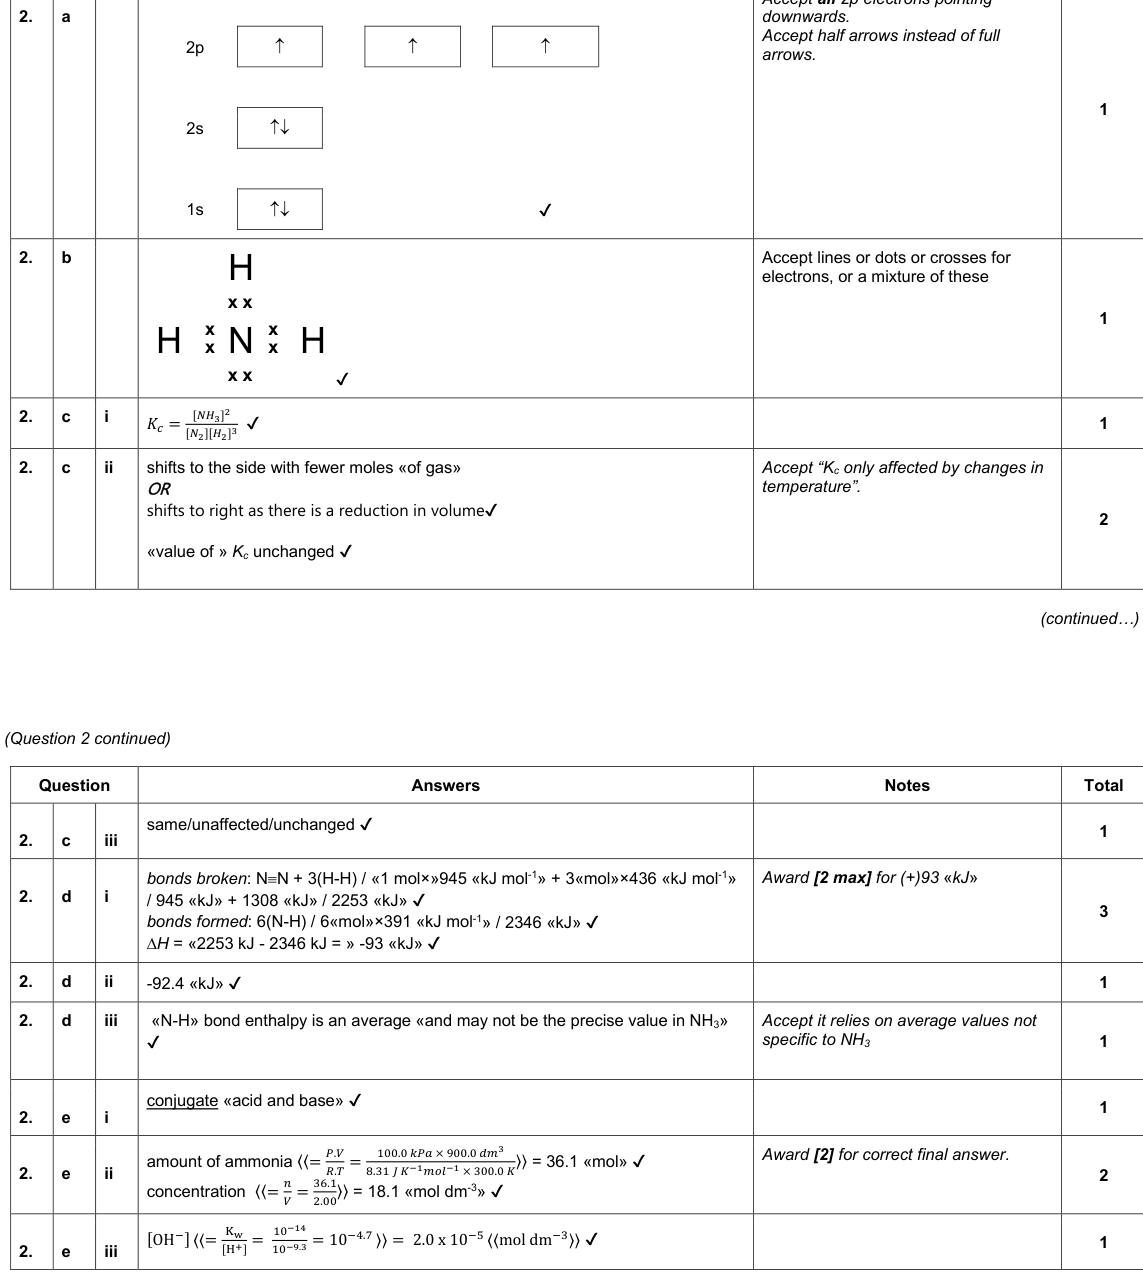 Accept all 2p electrons pointing
2. a downwards.
Accept half arrows instead of full
arrows.
2p ↑ ↑ ↑
1
2s ↑↓
1s ↑↓ ✓
2. b Accept lines or dots or crosses for
electrons, or a mixture of these
H
x x
H x x N x x H
x x ✓
1
2. c i K_c = [NH₃]²/[N₂][H₂]³ ✓ 1
2. c ii shifts to the side with fewer moles «of gas»
OR
shifts to right as there is a reduction in volume✓
«value of » K_c unchanged ✓
Accept “K_c only affected by changes in
temperature”.
2
(continued…)
(Question 2 continued)
Question Answers Notes Total
2. c iii same/unaffected/unchanged ✓ 1
2. d i bonds broken: N≡N + 3(H-H) / «1 mol×»945 «kJ mol⁻¹» + 3«mol»×436 «kJ mol⁻¹»
/ 945 «kJ» + 1308 «kJ» / 2253 «kJ» ✓
bonds formed: 6(N-H) / 6«mol»×391 «kJ mol⁻¹» / 2346 «kJ» ✓
ΔH = «2253 kJ - 2346 kJ = » -93 «kJ» ✓
Award [2 max] for (+)93 «kJ»
3
2. d ii -92.4 «kJ» ✓ 1
2. d iii «N-H» bond enthalpy is an average «and may not be the precise value in NH₃»
✓
Accept it relies on average values not
specific to NH₃
1
2. e i conjugate «acid and base» ✓ 1
2. e ii amount of ammonia ⟨⟨= P.V/R.T = 100.0 kPa × 900.0 dm³/8.31 J K⁻¹mol⁻¹ × 300.0 K⟩⟩ = 36.1 «mol» ✓
concentration ⟨⟨= n/V = 36.1/2.00⟩⟩ = 18.1 «mol dm⁻³» ✓
Award [2] for correct final answer.
2
2. e iii [OH⁻] ⟨⟨= K_w/[H⁺] = 10⁻¹⁴/10⁻⁹·³ = 10⁻⁴·⁷ ⟩⟩ = 2.0 x 10⁻⁵ ⟨⟨mol dm⁻³⟩⟩ ✓ 1